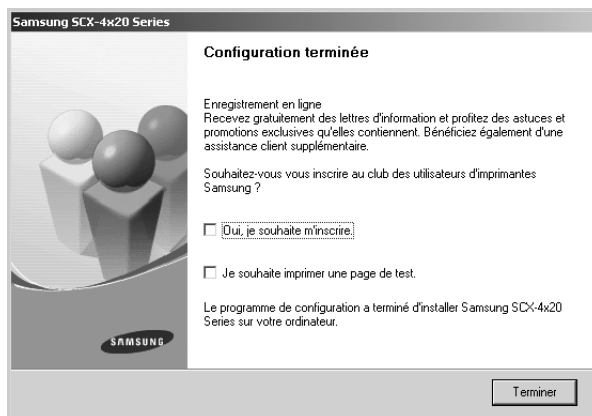 Samsung SCX-4x20 Series
Configuration terminée
Enregistrement en ligne
Recevez gratuitement des lettres d'information et profitez des astuces et
promotions exclusives qu'elles contiennent. Bénéficiez également d'une
assistance client supplémentaire.
Souhaitez-vous vous inscrire au club des utilisateurs d'imprimantes
Samsung ?
Oui, je souhaite m'inscrire.
Je souhaite imprimer une page de test.
Le programme de configuration a terminé d'installer Samsung SCX-4x20
Series sur votre ordinateur.
SAMSUNG
Terminer